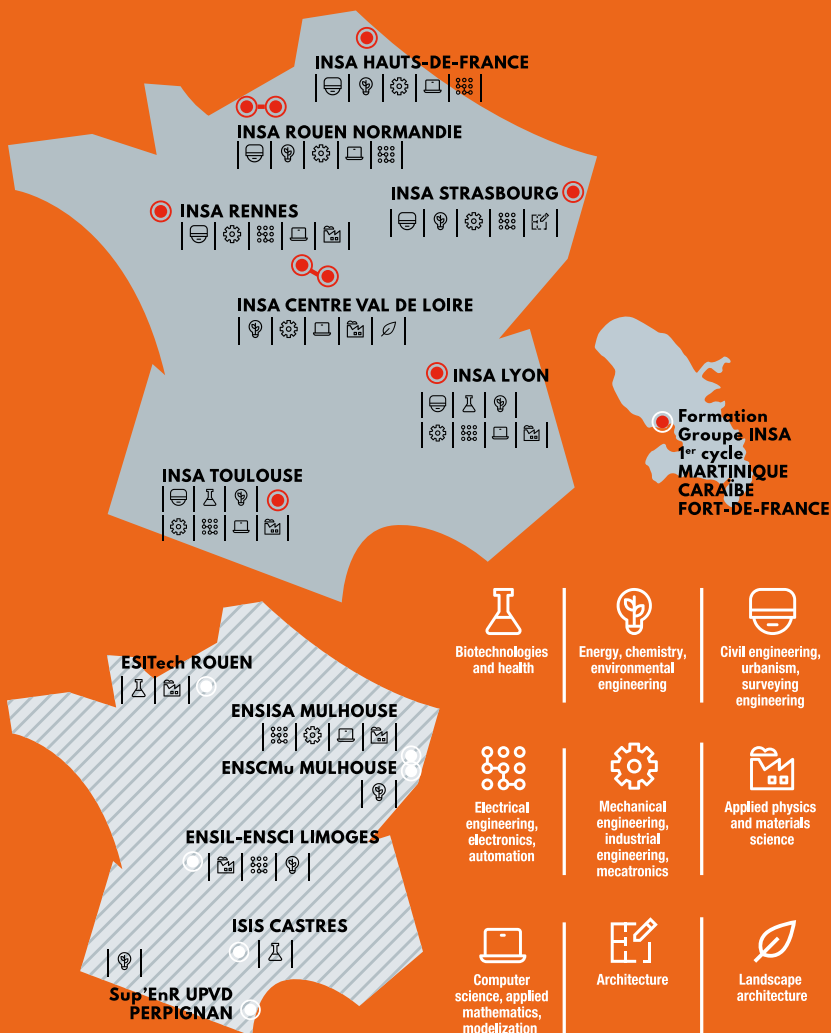 INSA HAUTS-DE-FRANCE
INSA ROUEN NORMANDIE
INSA STRASBOURG
INSA RENNES
INSA CENTRE VAL DE LOIRE
INSA LYON
INSA TOULOUSE
Formation
Groupe INSA
1er cycle
MARTINIQUE
CARAÏBE
FORT-DE-FRANCE
ESITech ROUEN
ENSISA MULHOUSE
ENSCMu MULHOUSE
ENSIL-ENSCI LIMOGES
ISIS CASTRES
Sup'EnR UPVD
PERPIGNAN
Biotechnologies
and health
Energy, chemistry,
environmental
engineering
Civil engineering,
urbanism,
surveying
engineering
Electrical
engineering,
electronics,
automation
Mechanical
engineering,
industrial
engineering,
mecatronics
Applied physics
and materials
science
Computer
science, applied
mathematics,
modelization
Architecture
Landscape
architecture